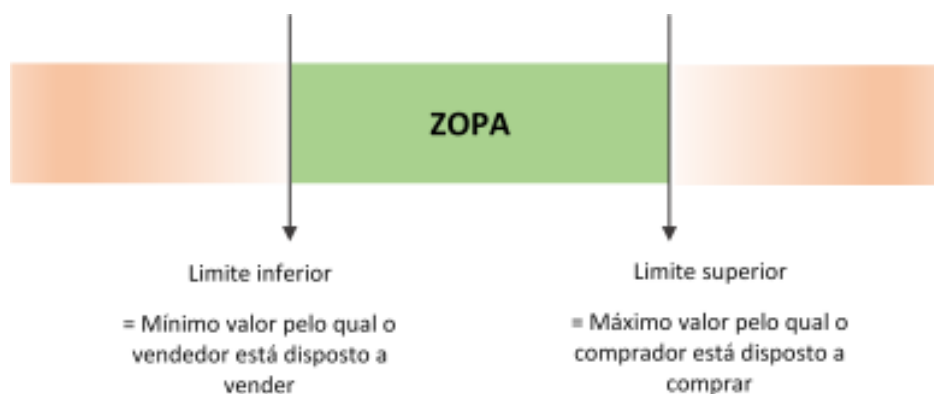 ZOPA
Limite inferior
= Mínimo valor pelo qual o
vendedor está disposto a
vender
Limite superior
= Máximo valor pelo qual o
comprador está disposto a
comprar